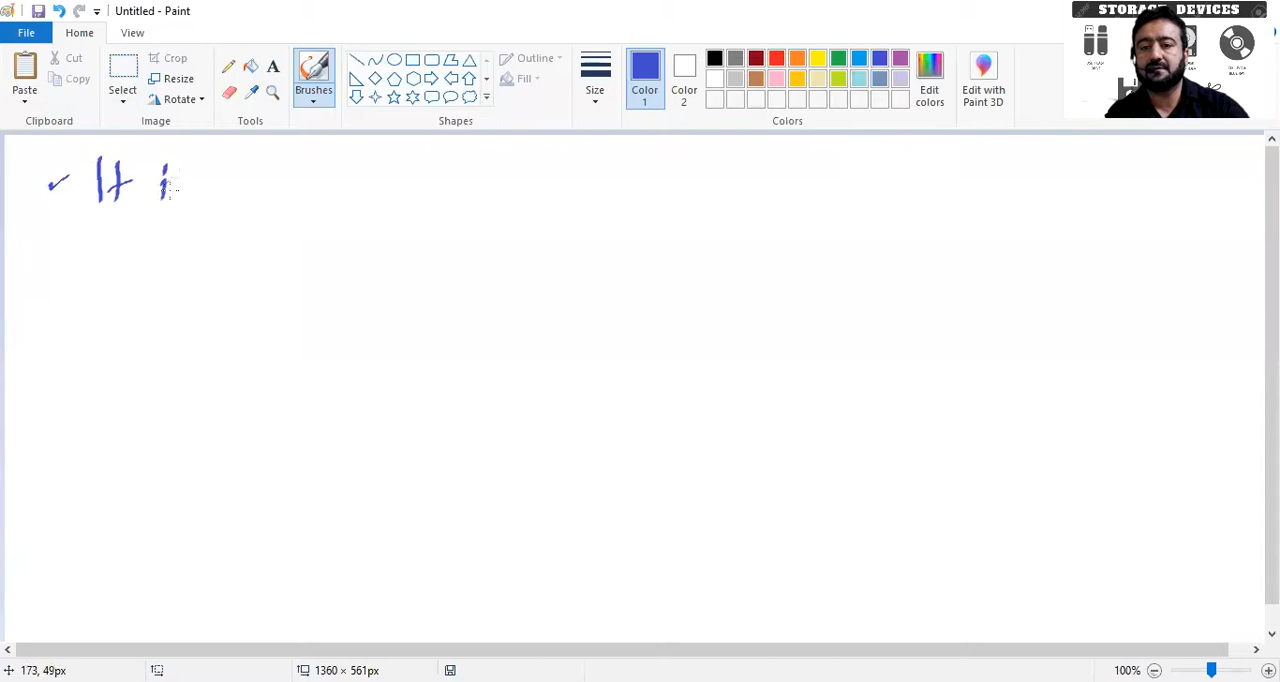 Untitled - Paint
File Home View
Paste
Cut
Copy
Clipboard
Select
Crop
Resize
Rotate
Image
Tools
Brushes
Shapes
Outline
Fill
Size
Color 1
Color 2
Edit colors
Colors
Edit with Paint 3D
STORAGE DEVICES
It i
173, 49px
1360 × 561px
100%